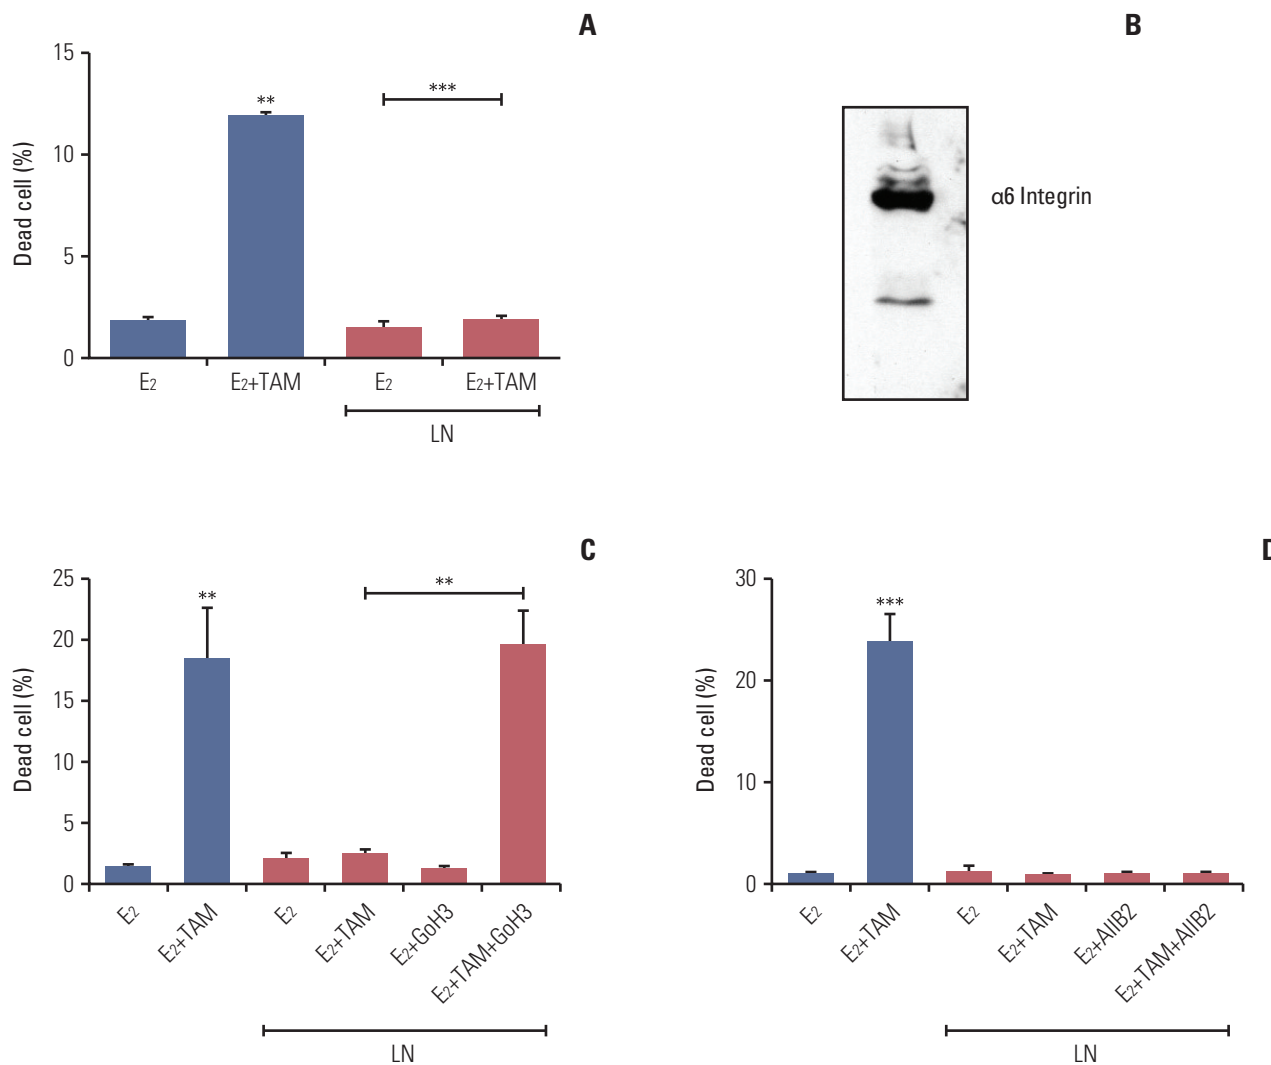 A
15
10
5
0
Dead cell (%)
**
***
E2
E2+TAM
E2
E2+TAM
LN
B
α6 Integrin
C
25
20
15
10
5
0
Dead cell (%)
**
**
E2
E2+TAM
E2
E2+TAM
E2+GoH3
E2+TAM+GoH3
LN
D
30
20
10
0
Dead cell (%)
***
E2
E2+TAM
E2
E2+TAM
E2+AIIB2
E2+TAM+AIIB2
LN